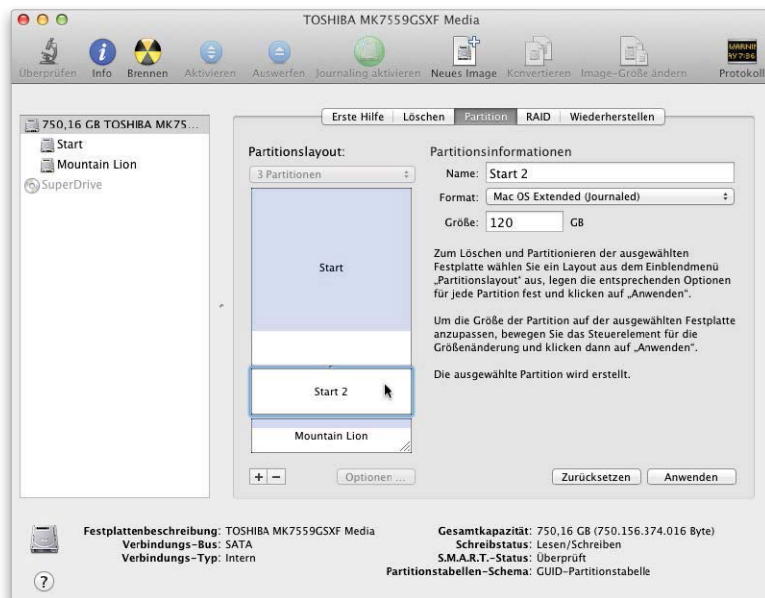 TOSHIBA MK7559GSXF Media
Überprüfen Info Brennen Aktivieren Auswerfen Journaling aktivieren Neues Image Konvertieren Image-Größe ändern Protokoll
WARNIN
AY 7:36
750,16 GB TOSHIBA MK75...
Start
Mountain Lion
SuperDrive
Erste Hilfe Löschen Partition RAID Wiederherstellen
Partitionslayout:
3 Partitionen
Start
Start 2
Mountain Lion
+ −
Optionen ...
Partitionsinformationen
Name: Start 2
Format: Mac OS Extended (Journaled)
Größe: 120 GB
Zum Löschen und Partitionieren der ausgewählten
Festplatte wählen Sie ein Layout aus dem Einblendmenü
„Partitionslayout“ aus, legen die entsprechenden Optionen
für jede Partition fest und klicken auf „Anwenden“.
Um die Größe der Partition auf der ausgewählten Festplatte
anzupassen, bewegen Sie das Steuerelement für die
Größenänderung und klicken dann auf „Anwenden“.
Die ausgewählte Partition wird erstellt.
Zurücksetzen Anwenden
Festplattenbeschreibung: TOSHIBA MK7559GSXF Media
Verbindungs-Bus: SATA
Verbindungs-Typ: Intern
Gesamtkapazität: 750,16 GB (750.156.374.016 Byte)
Schreibstatus: Lesen/Schreiben
S.M.A.R.T.-Status: Überprüft
Partitionstabellen-Schema: GUID-Partitionstabelle
?